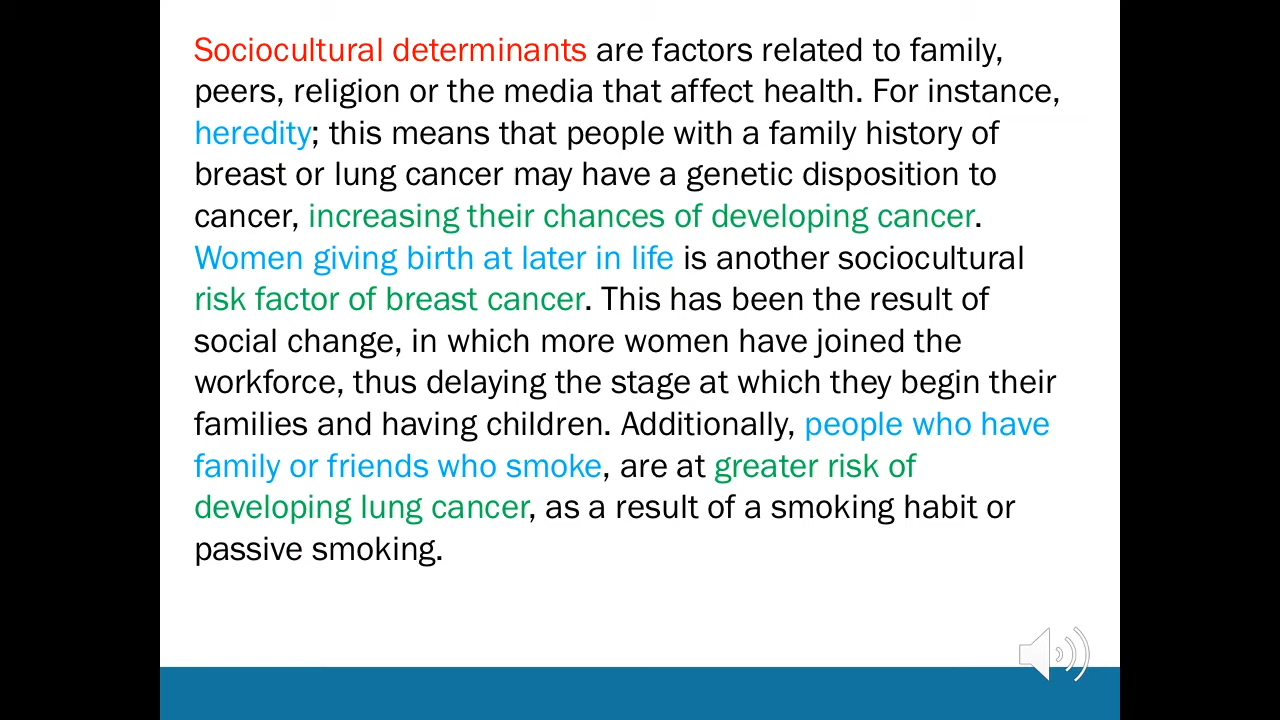 Sociocultural determinants are factors related to family,
peers, religion or the media that affect health. For instance,
heredity; this means that people with a family history of
breast or lung cancer may have a genetic disposition to
cancer, increasing their chances of developing cancer.
Women giving birth at later in life is another sociocultural
risk factor of breast cancer. This has been the result of
social change, in which more women have joined the
workforce, thus delaying the stage at which they begin their
families and having children. Additionally, people who have
family or friends who smoke, are at greater risk of
developing lung cancer, as a result of a smoking habit or
passive smoking.